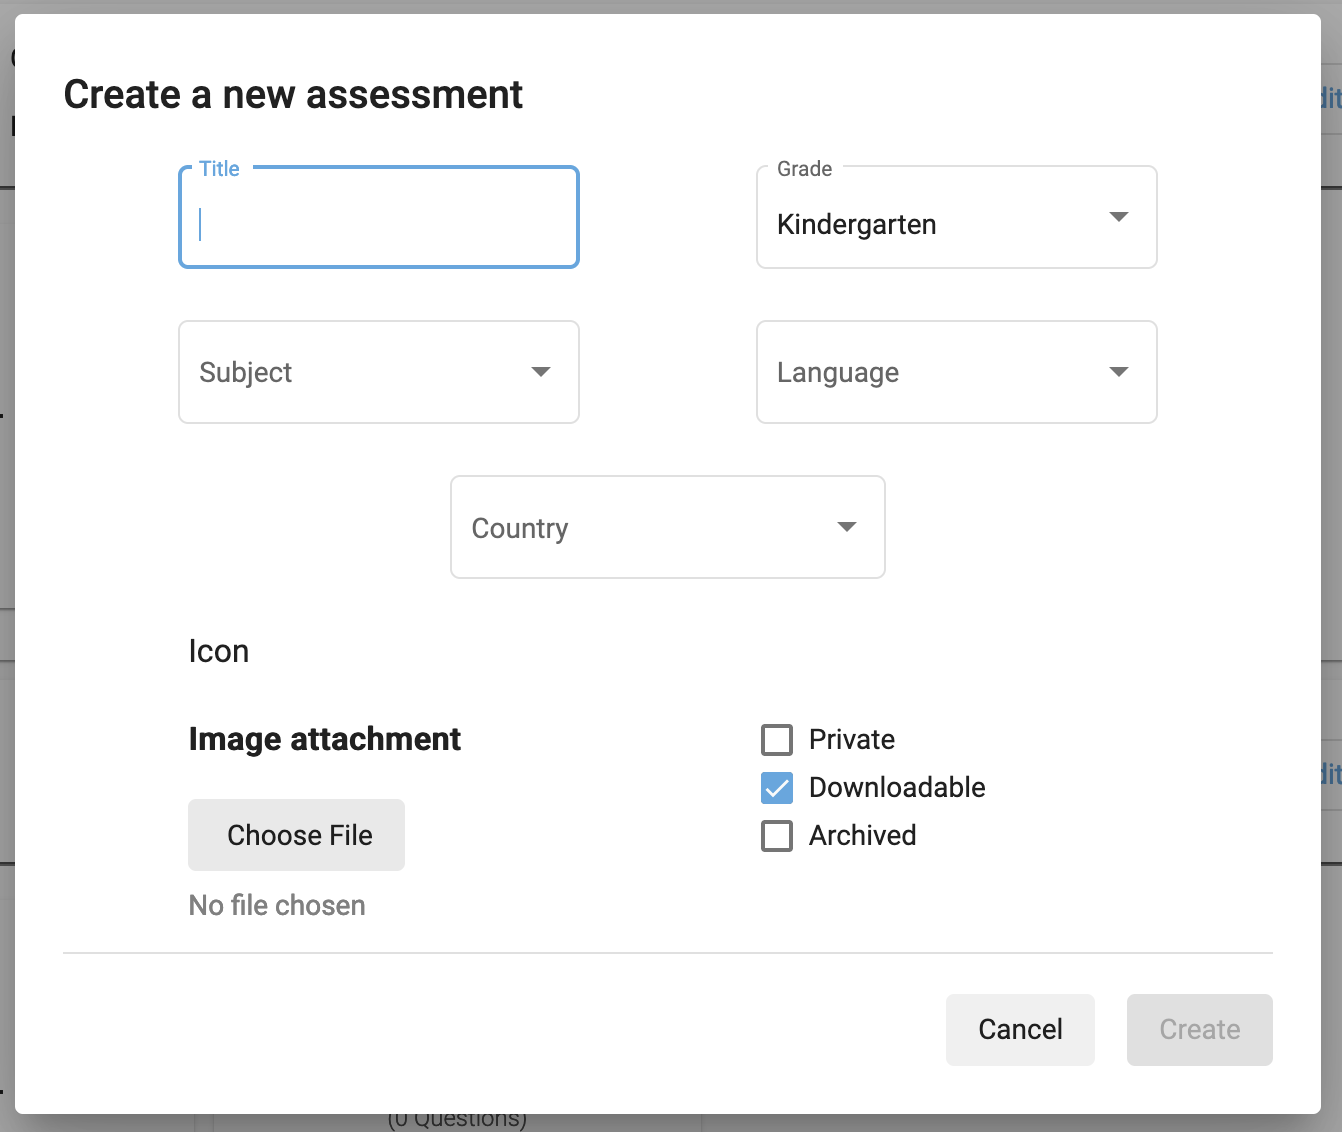 Create a new assessment
Title
Grade
Kindergarten
Subject
Language
Country
Icon
Image attachment
Private
Choose File
Downloadable
Archived
No file chosen
Cancel
Create
(0 Questions)